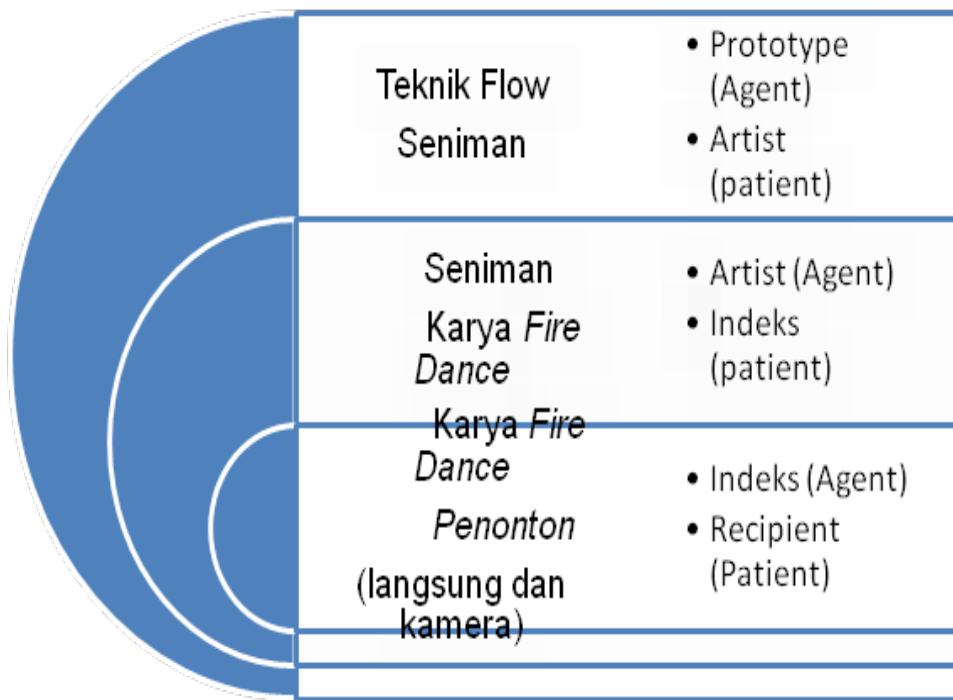 Teknik Flow
Seniman
• Prototype
(Agent)
• Artist
(patient)
Seniman
Karya Fire
Dance
• Artist (Agent)
• Indeks
(patient)
Karya Fire
Dance
Penonton
(langsung dan
kamera)
• Indeks (Agent)
• Recipient
(Patient)